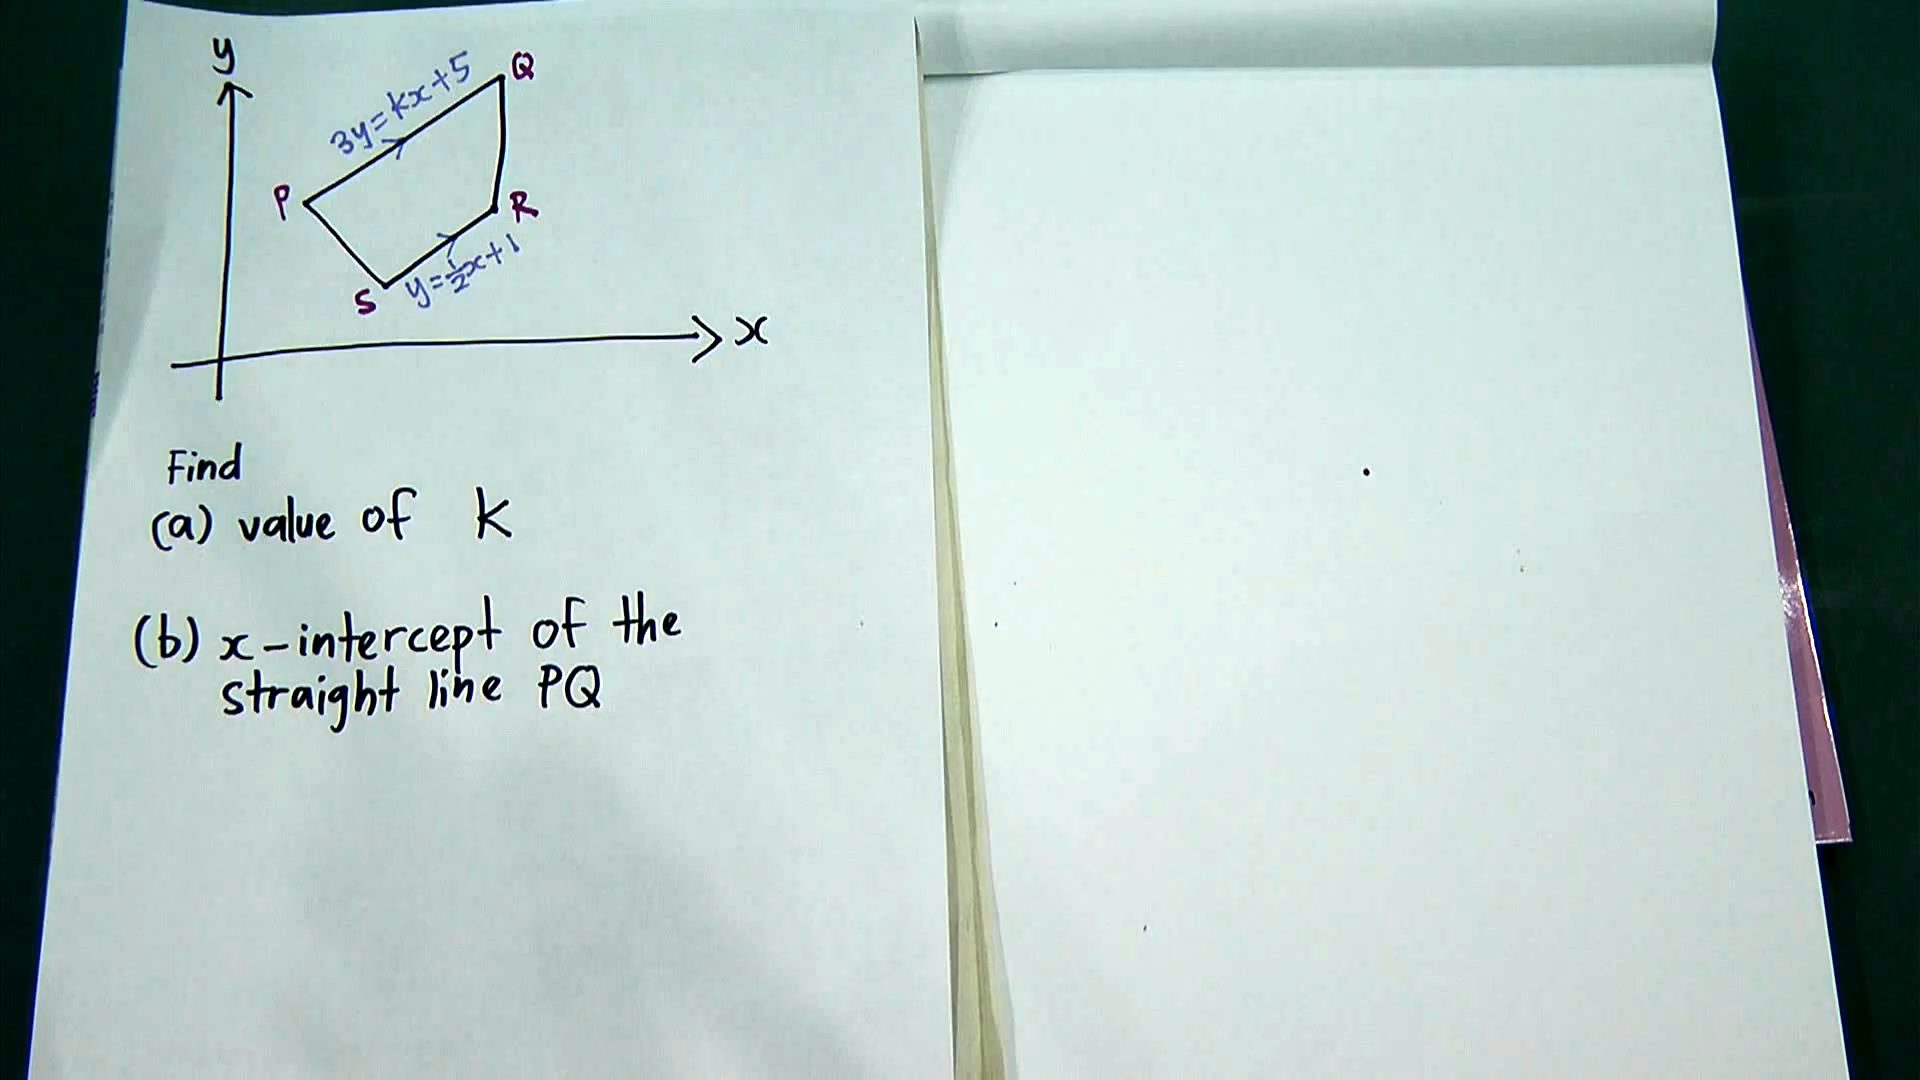 y
Q
3y=kx+5
P
R
y=½x+1
S
x
Find
(a) value of k
(b) x-intercept of the
straight line PQ